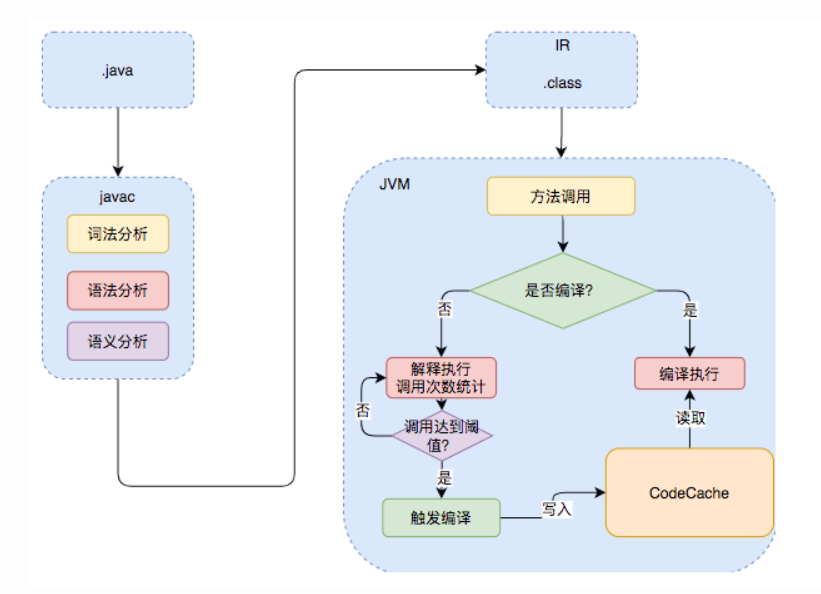 .java
javac
词法分析
语法分析
语义分析
IR
.class
JVM
方法调用
是否编译?
否
是
解释执行
调用次数统计
编译执行
否
调用达到阈
值?
读取
是
触发编译
写入
CodeCache